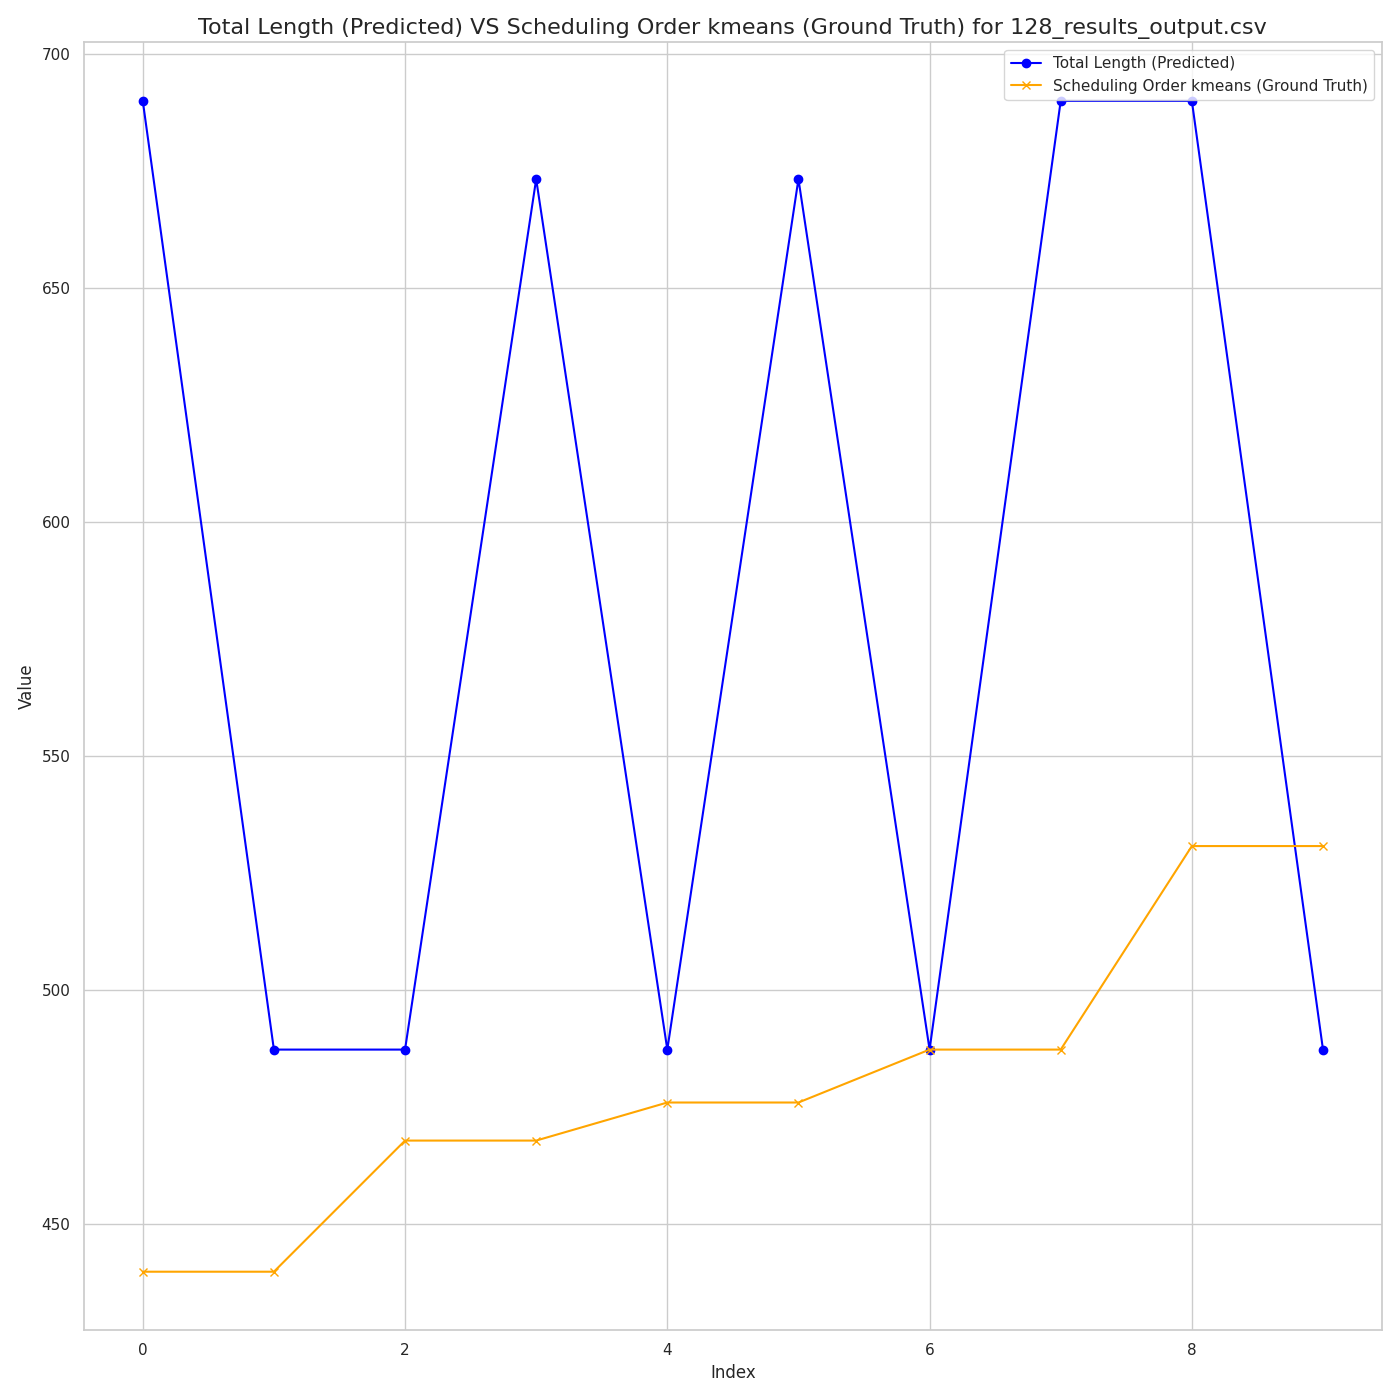 Total Length (Predicted) VS Scheduling Order kmeans (Ground Truth) for 128_results_output.csv
Total Length (Predicted)
Scheduling Order kmeans (Ground Truth)
700
650
600
550
500
450
Value
0 2 4 6 8
Index